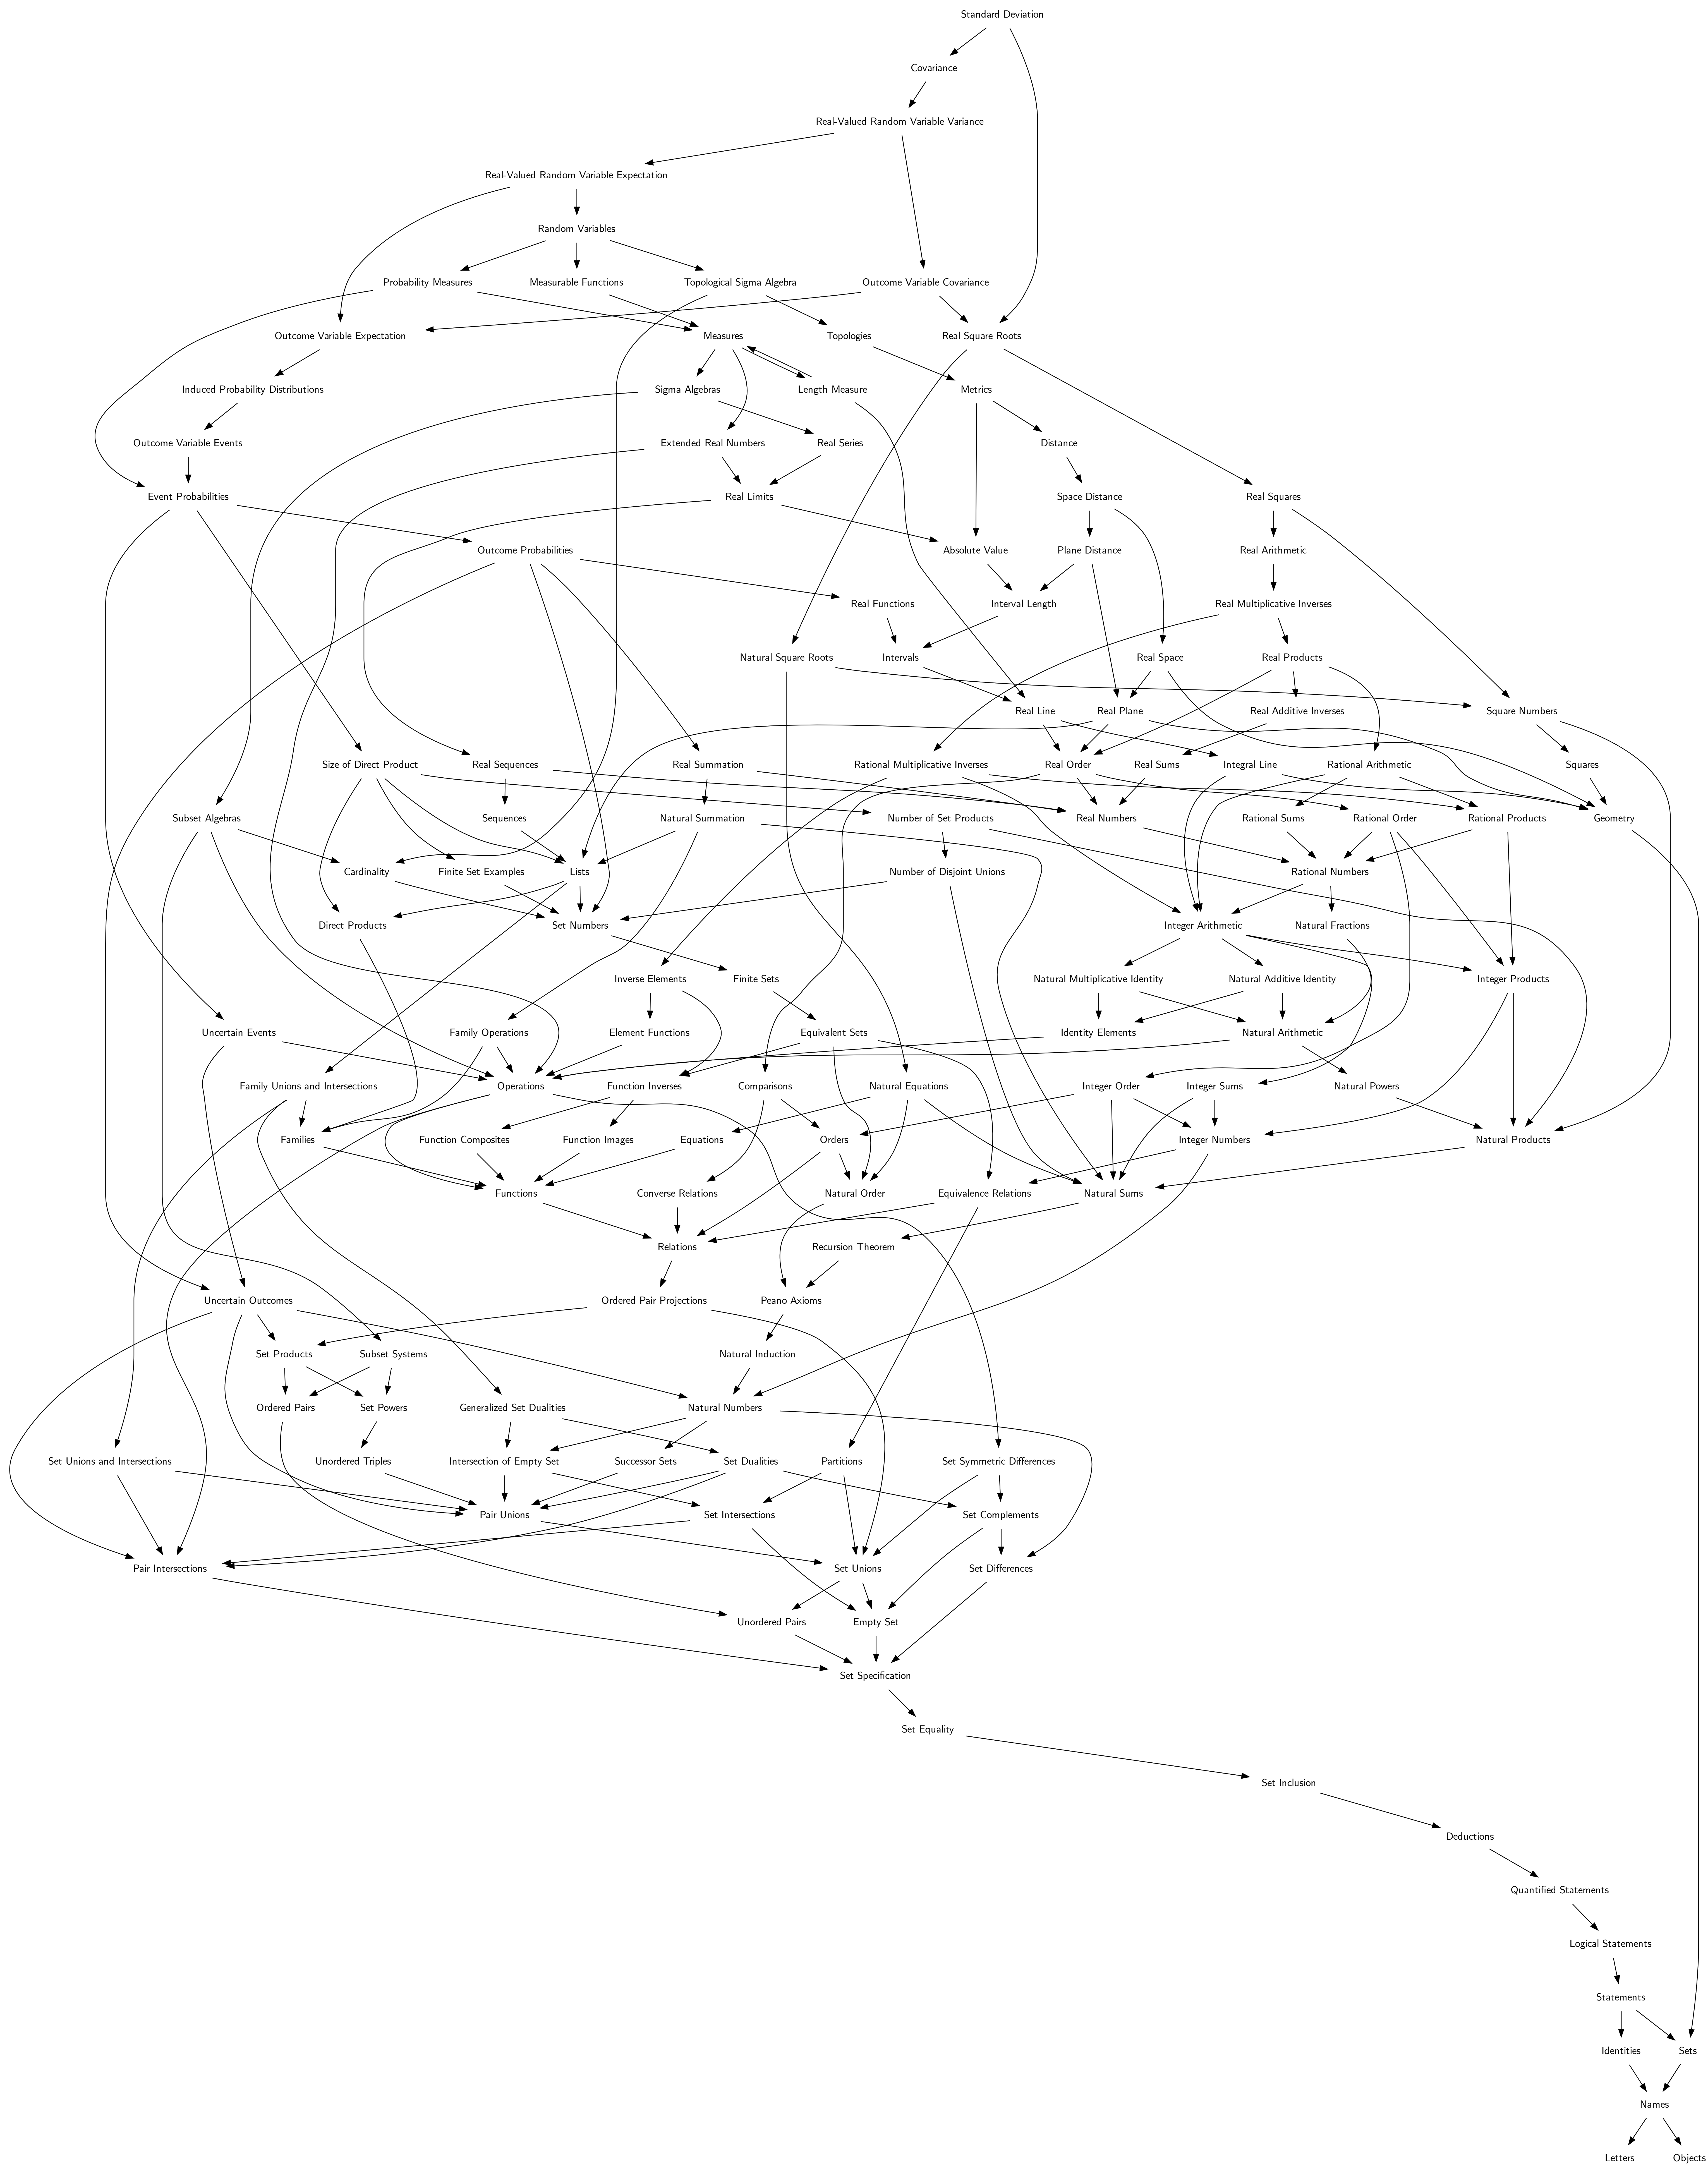 Standard Deviation
Covariance
Real-Valued Random Variable Variance
Real-Valued Random Variable Expectation
Random Variables
Probability Measures
Measurable Functions
Topological Sigma Algebra
Outcome Variable Covariance
Outcome Variable Expectation
Measures
Topologies
Real Square Roots
Induced Probability Distributions
Sigma Algebras
Length Measure
Metrics
Outcome Variable Events
Extended Real Numbers
Real Series
Distance
Event Probabilities
Real Limits
Space Distance
Real Squares
Outcome Probabilities
Absolute Value
Plane Distance
Real Arithmetic
Real Functions
Interval Length
Real Multiplicative Inverses
Natural Square Roots
Intervals
Real Space
Real Products
Real Line
Real Plane
Real Additive Inverses
Square Numbers
Size of Direct Product
Real Sequences
Real Summation
Rational Multiplicative Inverses
Real Order
Real Sums
Integral Line
Rational Arithmetic
Squares
Subset Algebras
Sequences
Natural Summation
Number of Set Products
Real Numbers
Rational Sums
Rational Order
Rational Products
Geometry
Cardinality
Finite Set Examples
Lists
Number of Disjoint Unions
Rational Numbers
Direct Products
Set Numbers
Integer Arithmetic
Natural Fractions
Inverse Elements
Finite Sets
Natural Multiplicative Identity
Natural Additive Identity
Integer Products
Uncertain Events
Family Operations
Element Functions
Equivalent Sets
Identity Elements
Natural Arithmetic
Family Unions and Intersections
Operations
Function Inverses
Comparisons
Natural Equations
Integer Order
Integer Sums
Natural Powers
Families
Function Composites
Function Images
Equations
Orders
Integer Numbers
Natural Products
Functions
Converse Relations
Natural Order
Equivalence Relations
Natural Sums
Relations
Recursion Theorem
Uncertain Outcomes
Ordered Pair Projections
Peano Axioms
Set Products
Subset Systems
Natural Induction
Ordered Pairs
Set Powers
Generalized Set Dualities
Natural Numbers
Set Unions and Intersections
Unordered Triples
Intersection of Empty Set
Successor Sets
Set Dualities
Partitions
Set Symmetric Differences
Pair Unions
Set Intersections
Set Complements
Pair Intersections
Set Unions
Set Differences
Unordered Pairs
Empty Set
Set Specification
Set Equality
Set Inclusion
Deductions
Quantified Statements
Logical Statements
Statements
Identities
Sets
Names
Letters
Objects